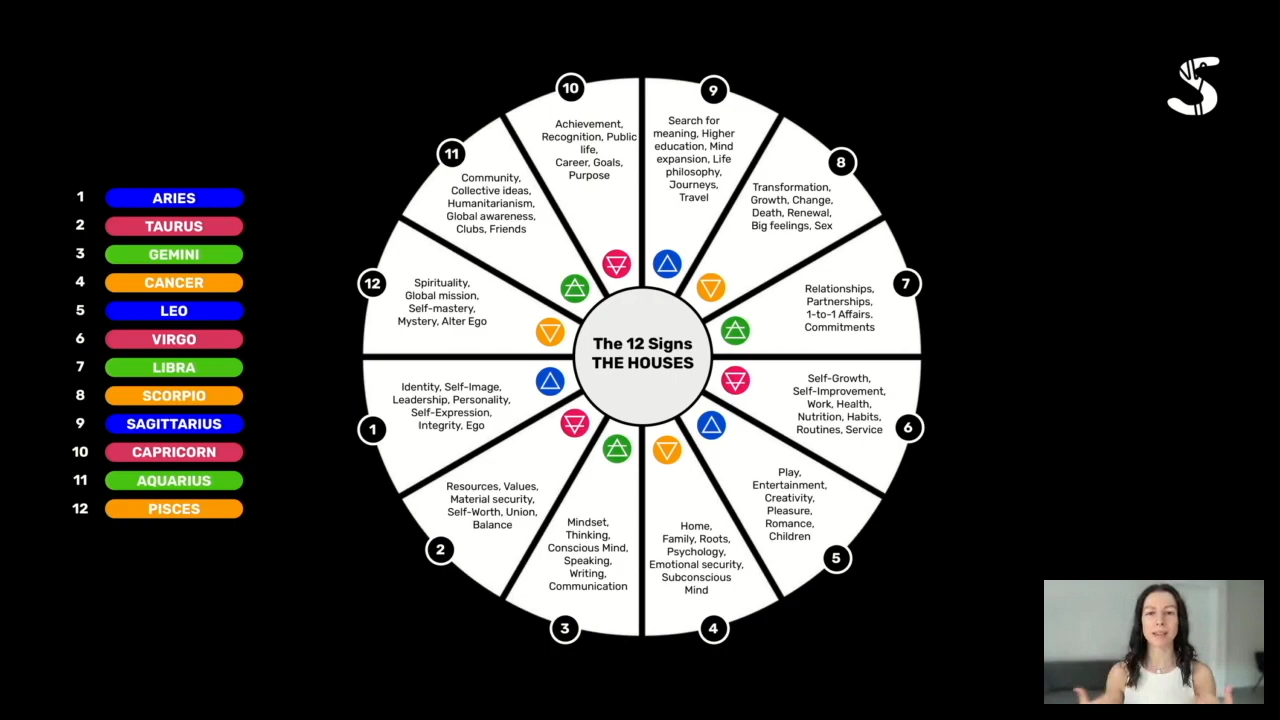 1 ARIES
2 TAURUS
3 GEMINI
4 CANCER
5 LEO
6 VIRGO
7 LIBRA
8 SCORPIO
9 SAGITTARIUS
10 CAPRICORN
11 AQUARIUS
12 PISCES
The 12 Signs
THE HOUSES
1
Identity, Self-Image,
Leadership, Personality,
Self-Expression,
Integrity, Ego
2
Resources, Values,
Material security,
Self-Worth, Union,
Balance
3
Mindset,
Thinking,
Conscious Mind,
Speaking,
Writing,
Communication
4
Home,
Family, Roots,
Psychology,
Emotional security,
Subconscious
Mind
5
Play,
Entertainment,
Creativity,
Pleasure,
Romance,
Children
6
Self-Growth,
Self-Improvement,
Work, Health,
Nutrition, Habits,
Routines, Service
7
Relationships,
Partnerships,
1-to-1 Affairs.
Commitments
8
Transformation,
Growth, Change,
Death, Renewal,
Big feelings, Sex
9
Search for
meaning, Higher
education, Mind
expansion, Life
philosophy,
Journeys,
Travel
10
Achievement,
Recognition, Public
life,
Career, Goals,
Purpose
11
Community,
Collective ideas,
Humanitarianism,
Global awareness,
Clubs, Friends
12
Spirituality,
Global mission,
Self-mastery,
Mystery, Alter Ego
S